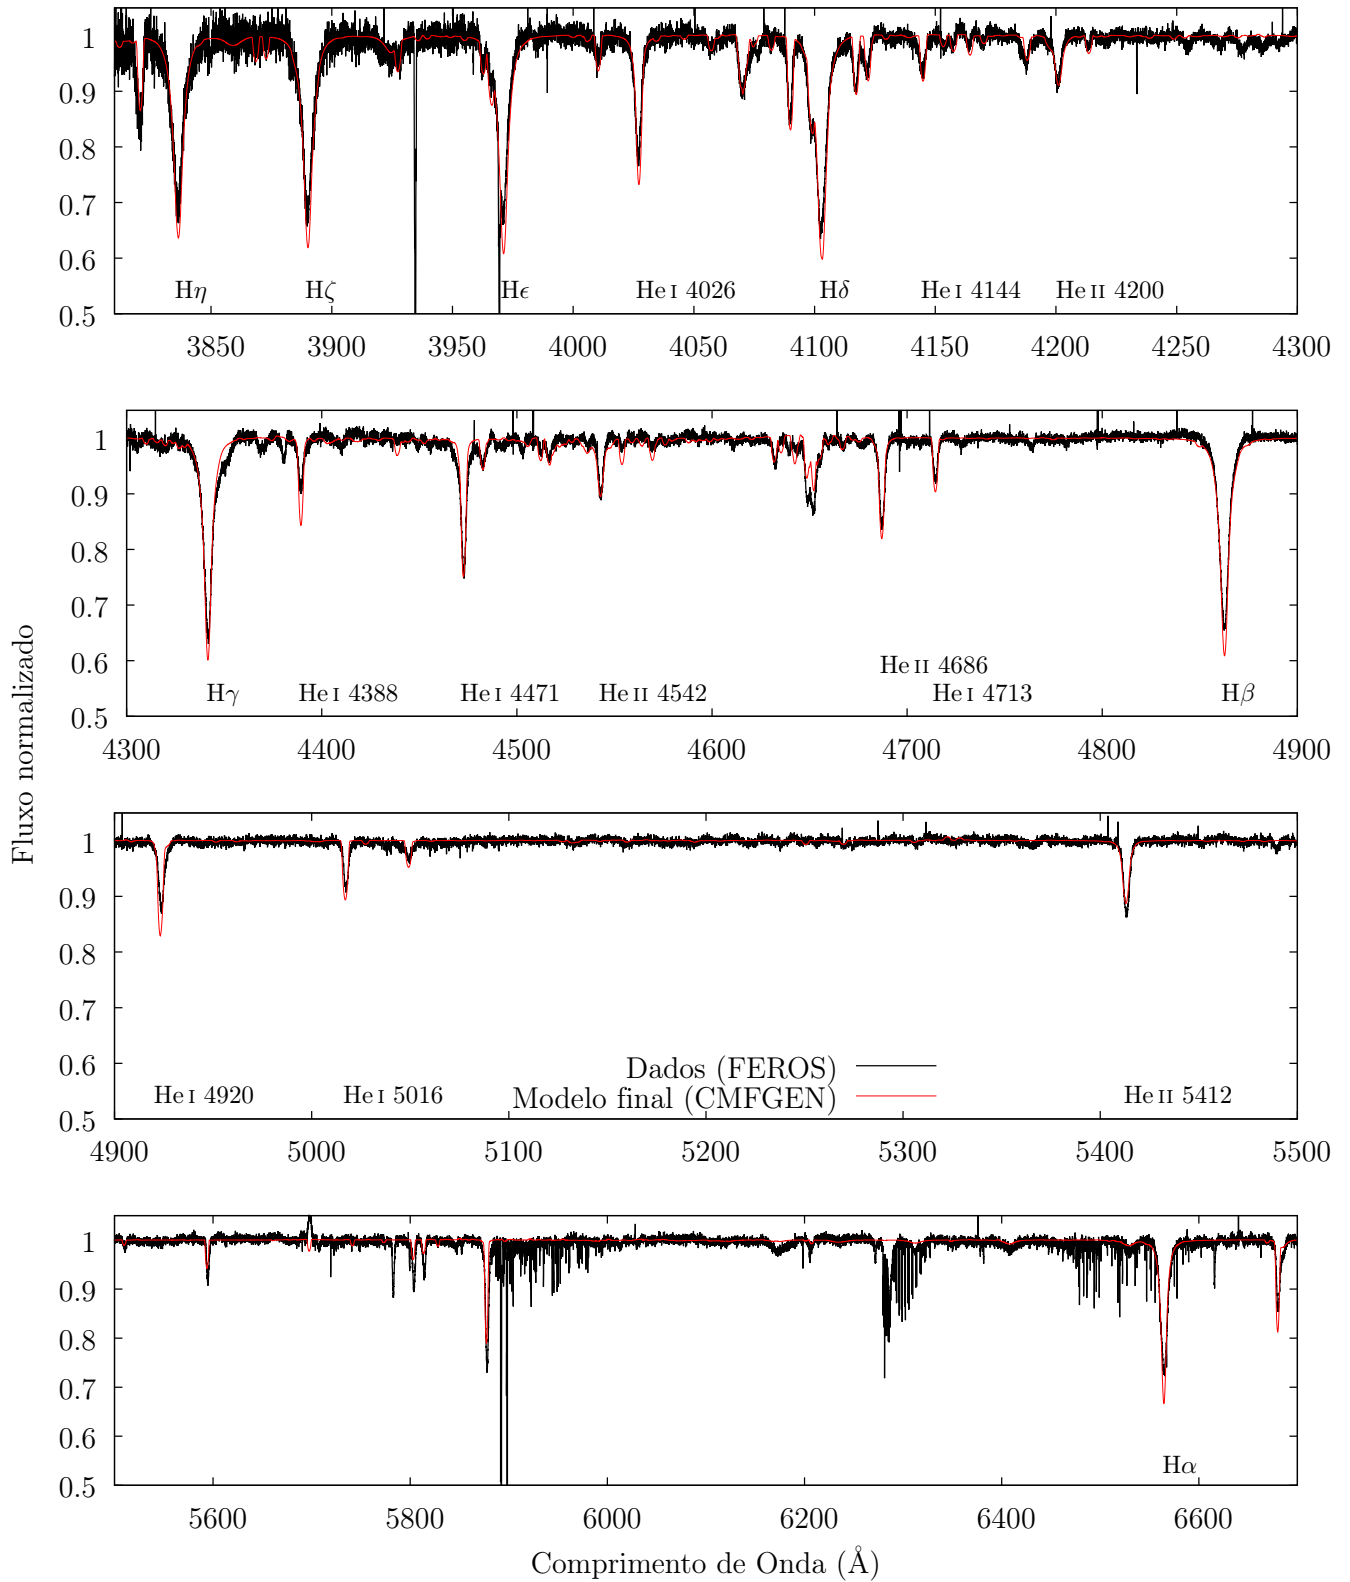 Fluxo normalizado
1
0.9
0.8
0.7
0.6
0.5
Hη Hζ Hϵ He I 4026 Hδ He I 4144 He II 4200
3850 3900 3950 4000 4050 4100 4150 4200 4250 4300
1
0.9
0.8
0.7
0.6
0.5
He II 4686
Hγ He I 4388 He I 4471 He II 4542 He I 4713 Hβ
4300 4400 4500 4600 4700 4800 4900
1
0.9
0.8
0.7
0.6
0.5
Dados (FEROS)
Modelo final (CMFGEN)
He I 4920 He I 5016 He II 5412
4900 5000 5100 5200 5300 5400 5500
1
0.9
0.8
0.7
0.6
0.5
Hα
5600 5800 6000 6200 6400 6600
Comprimento de Onda (Å)